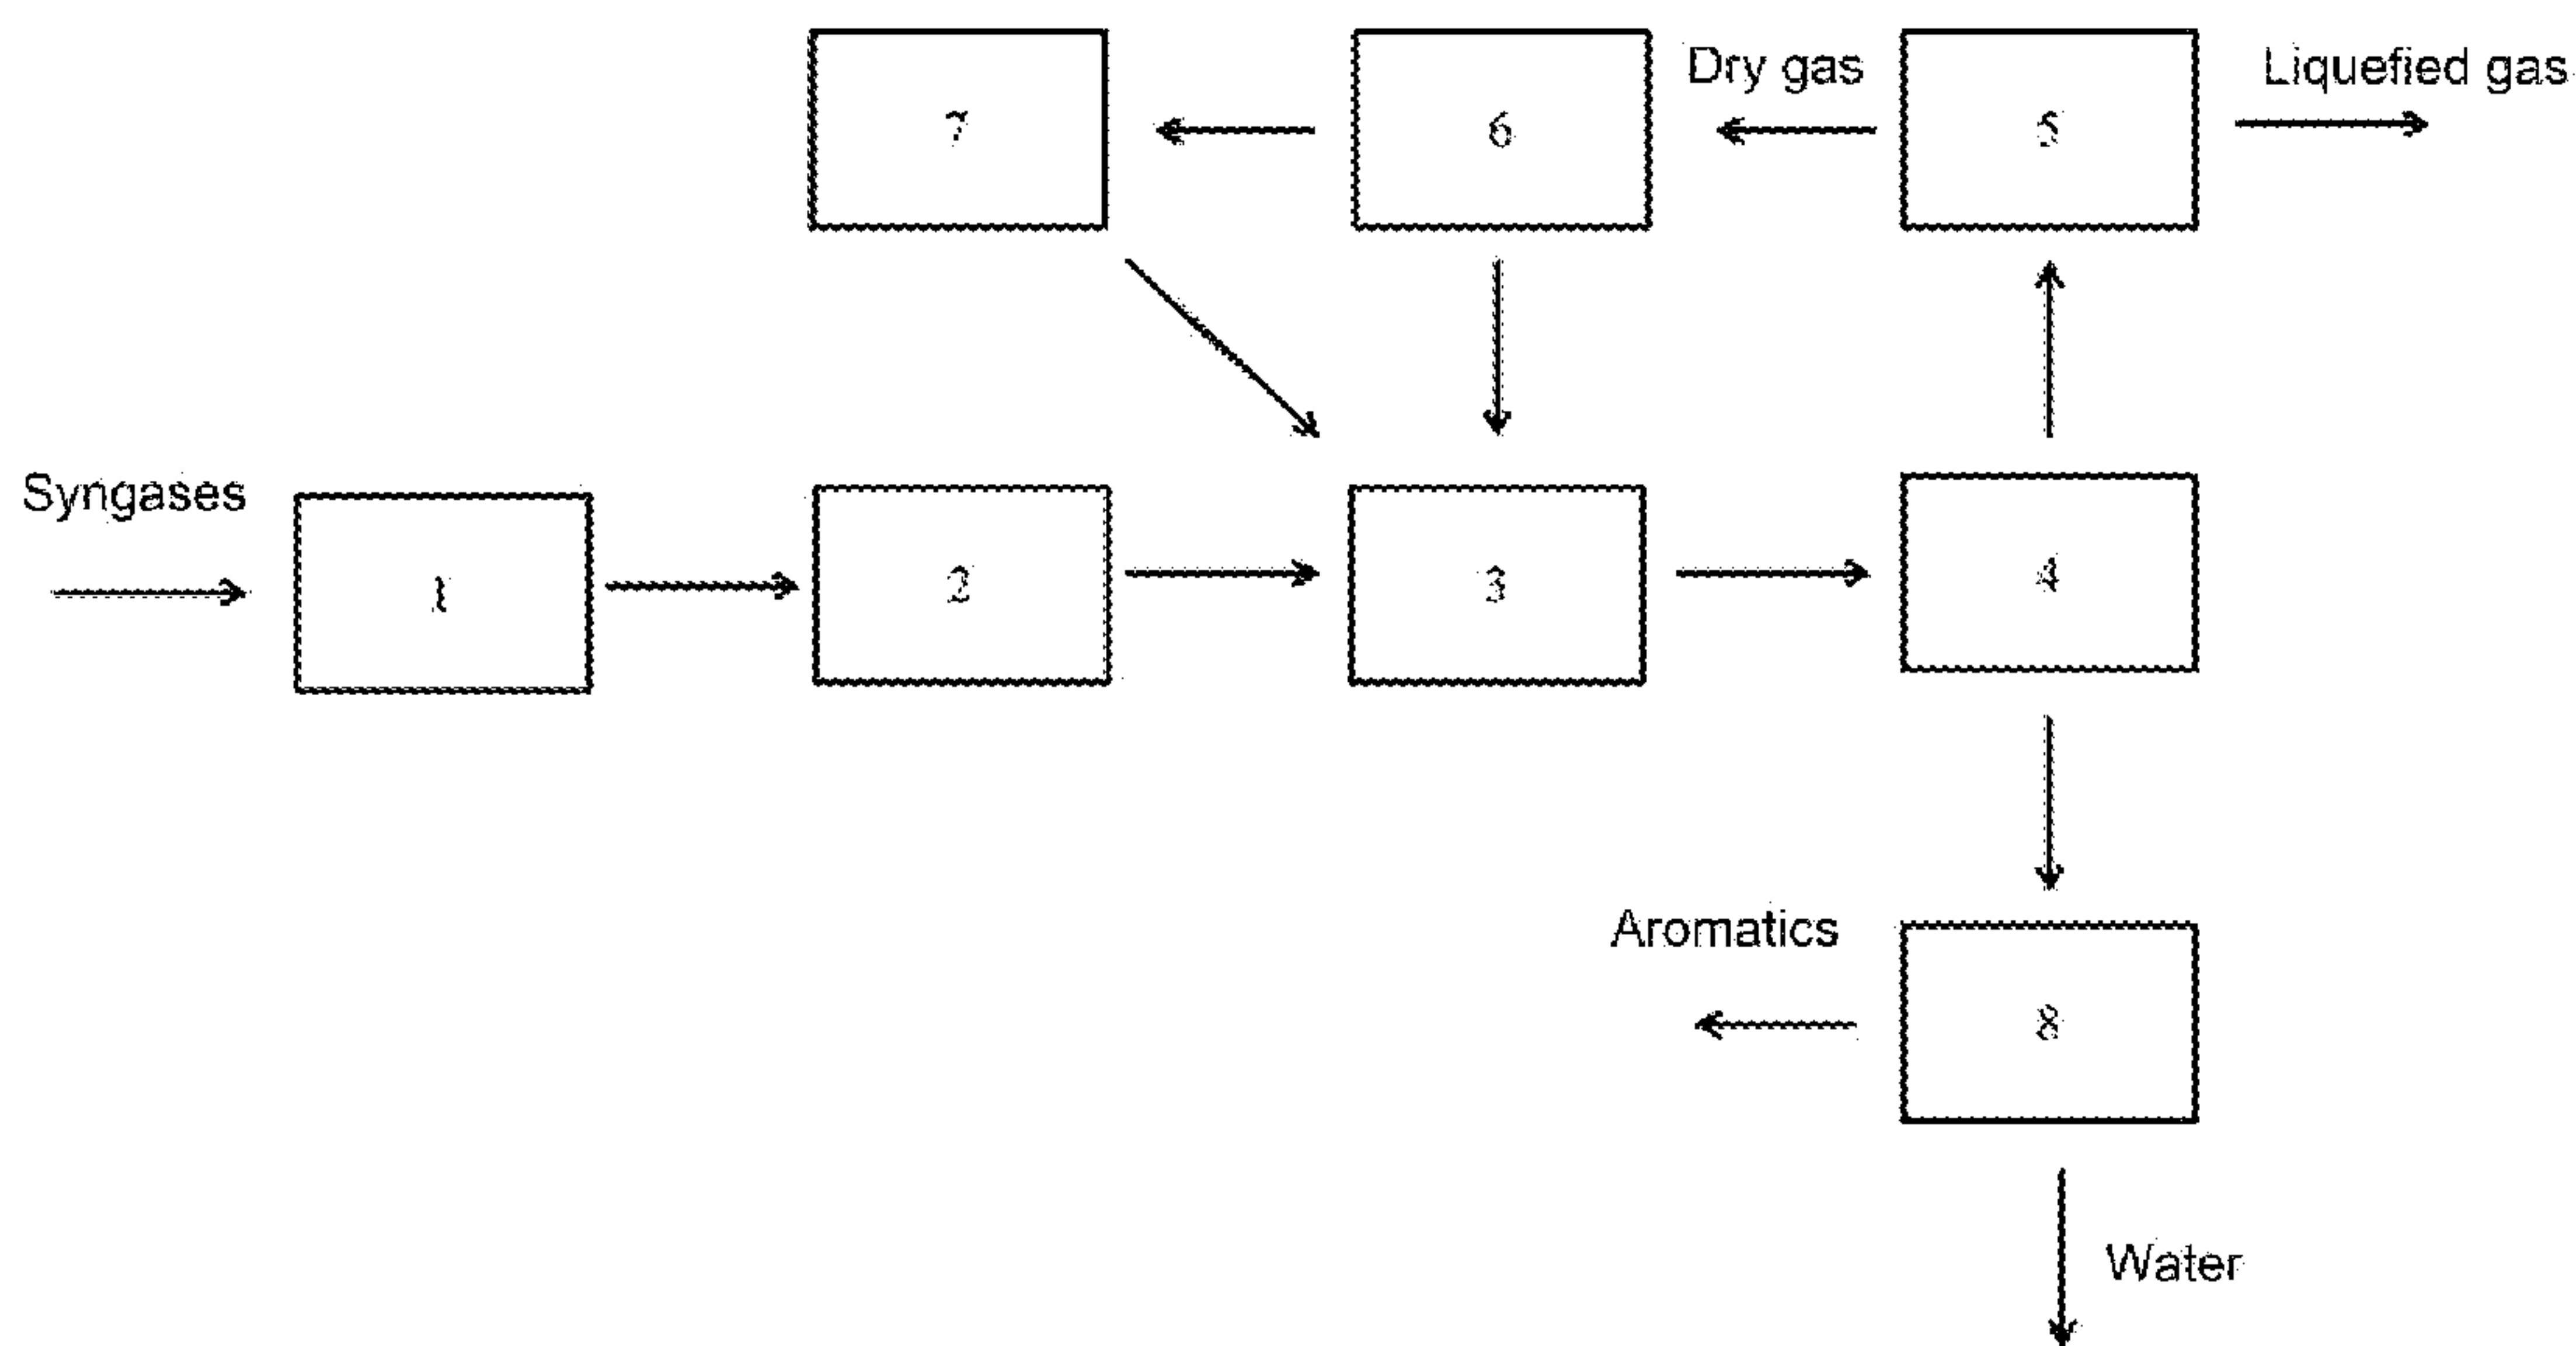 7
6
Dry gas
5
Liquefied gas
Syngases
1
2
3
4
Aromatics
8
Water